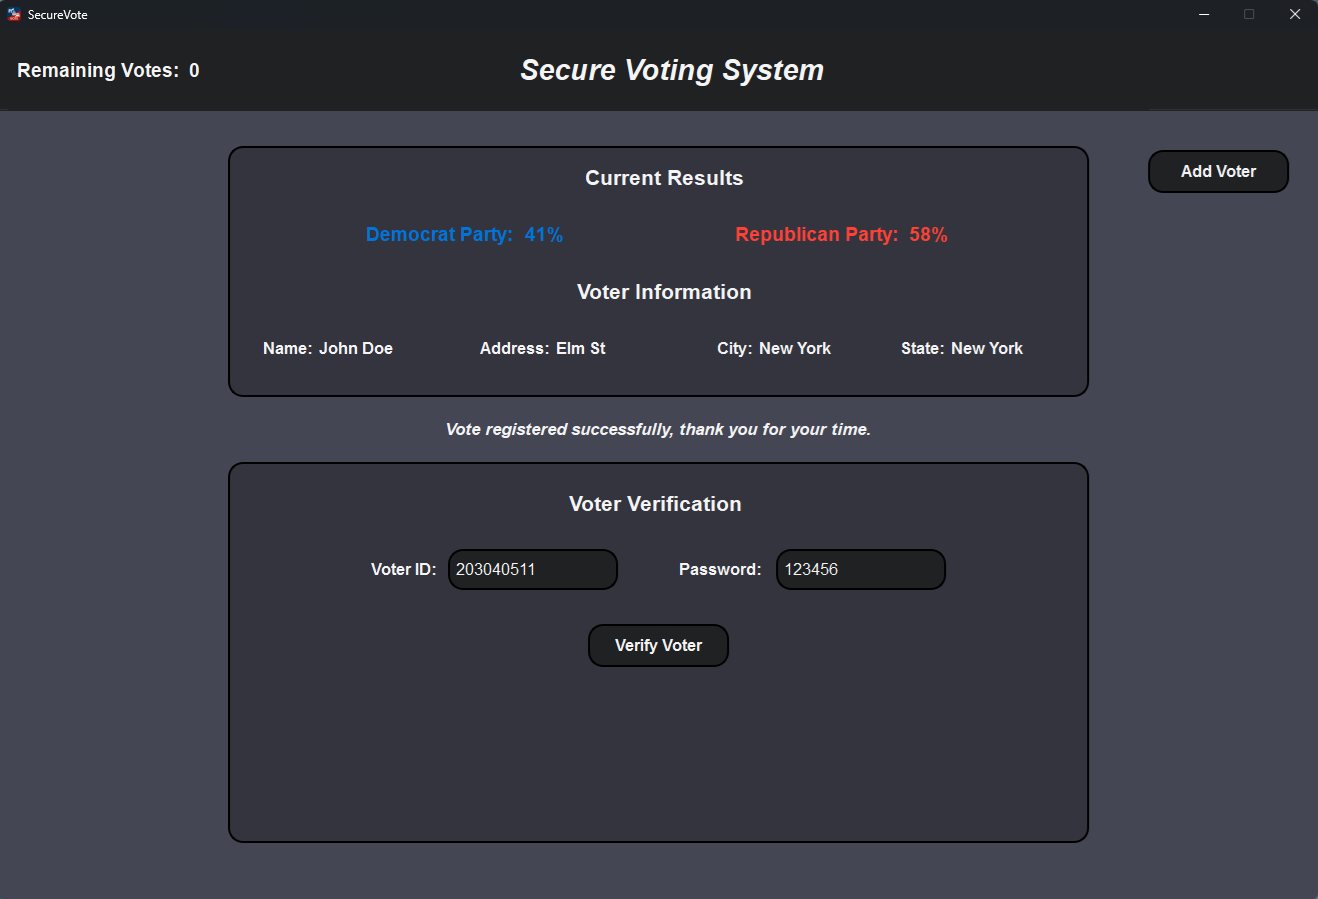 SecureVote
Remaining Votes: 0
Secure Voting System
Current Results
Add Voter
Democrat Party: 41%
Republican Party: 58%
Voter Information
Name: John Doe
Address: Elm St
City: New York
State: New York
Vote registered successfully, thank you for your time.
Voter Verification
Voter ID: 203040511
Password: 123456
Verify Voter